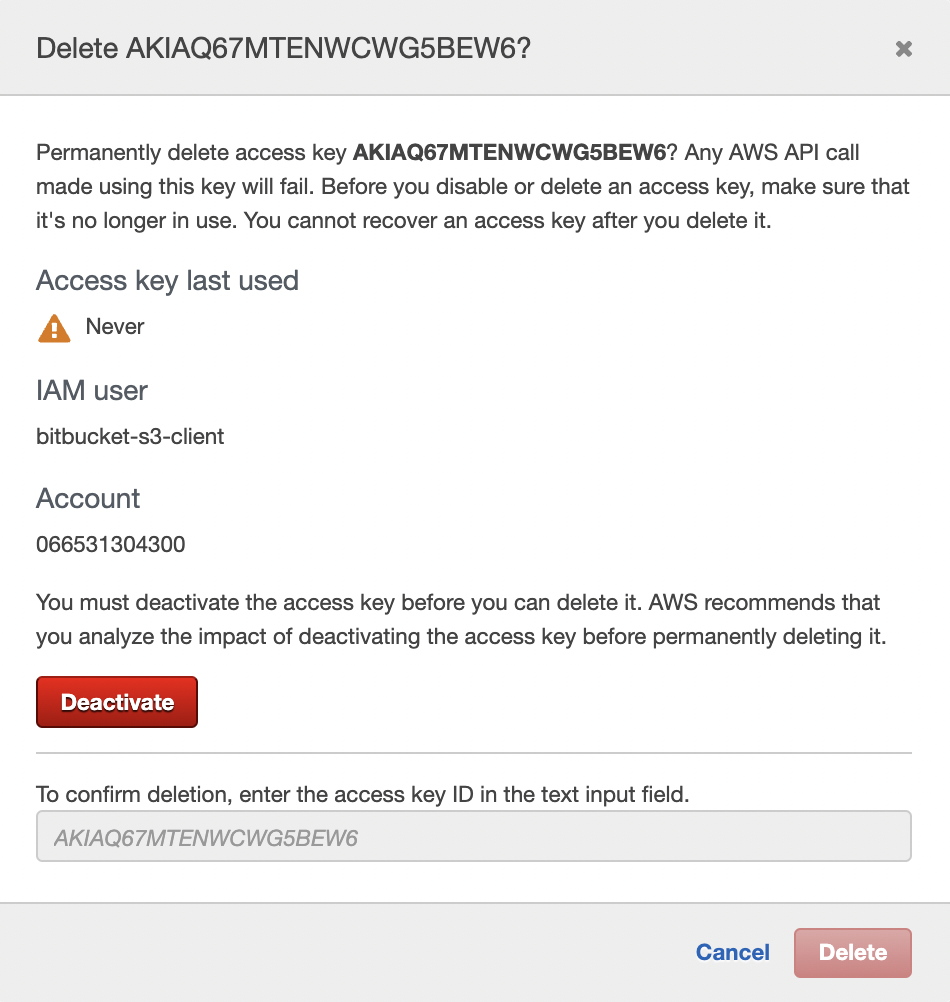 Delete AKIAQ67MTENWCWG5BEW6?
Permanently delete access key AKIAQ67MTENWCWG5BEW6? Any AWS API call
made using this key will fail. Before you disable or delete an access key, make sure that
it's no longer in use. You cannot recover an access key after you delete it.
Access key last used
Never
IAM user
bitbucket-s3-client
Account
066531304300
You must deactivate the access key before you can delete it. AWS recommends that
you analyze the impact of deactivating the access key before permanently deleting it.
Deactivate
To confirm deletion, enter the access key ID in the text input field.
AKIAQ67MTENWCWG5BEW6
Cancel Delete